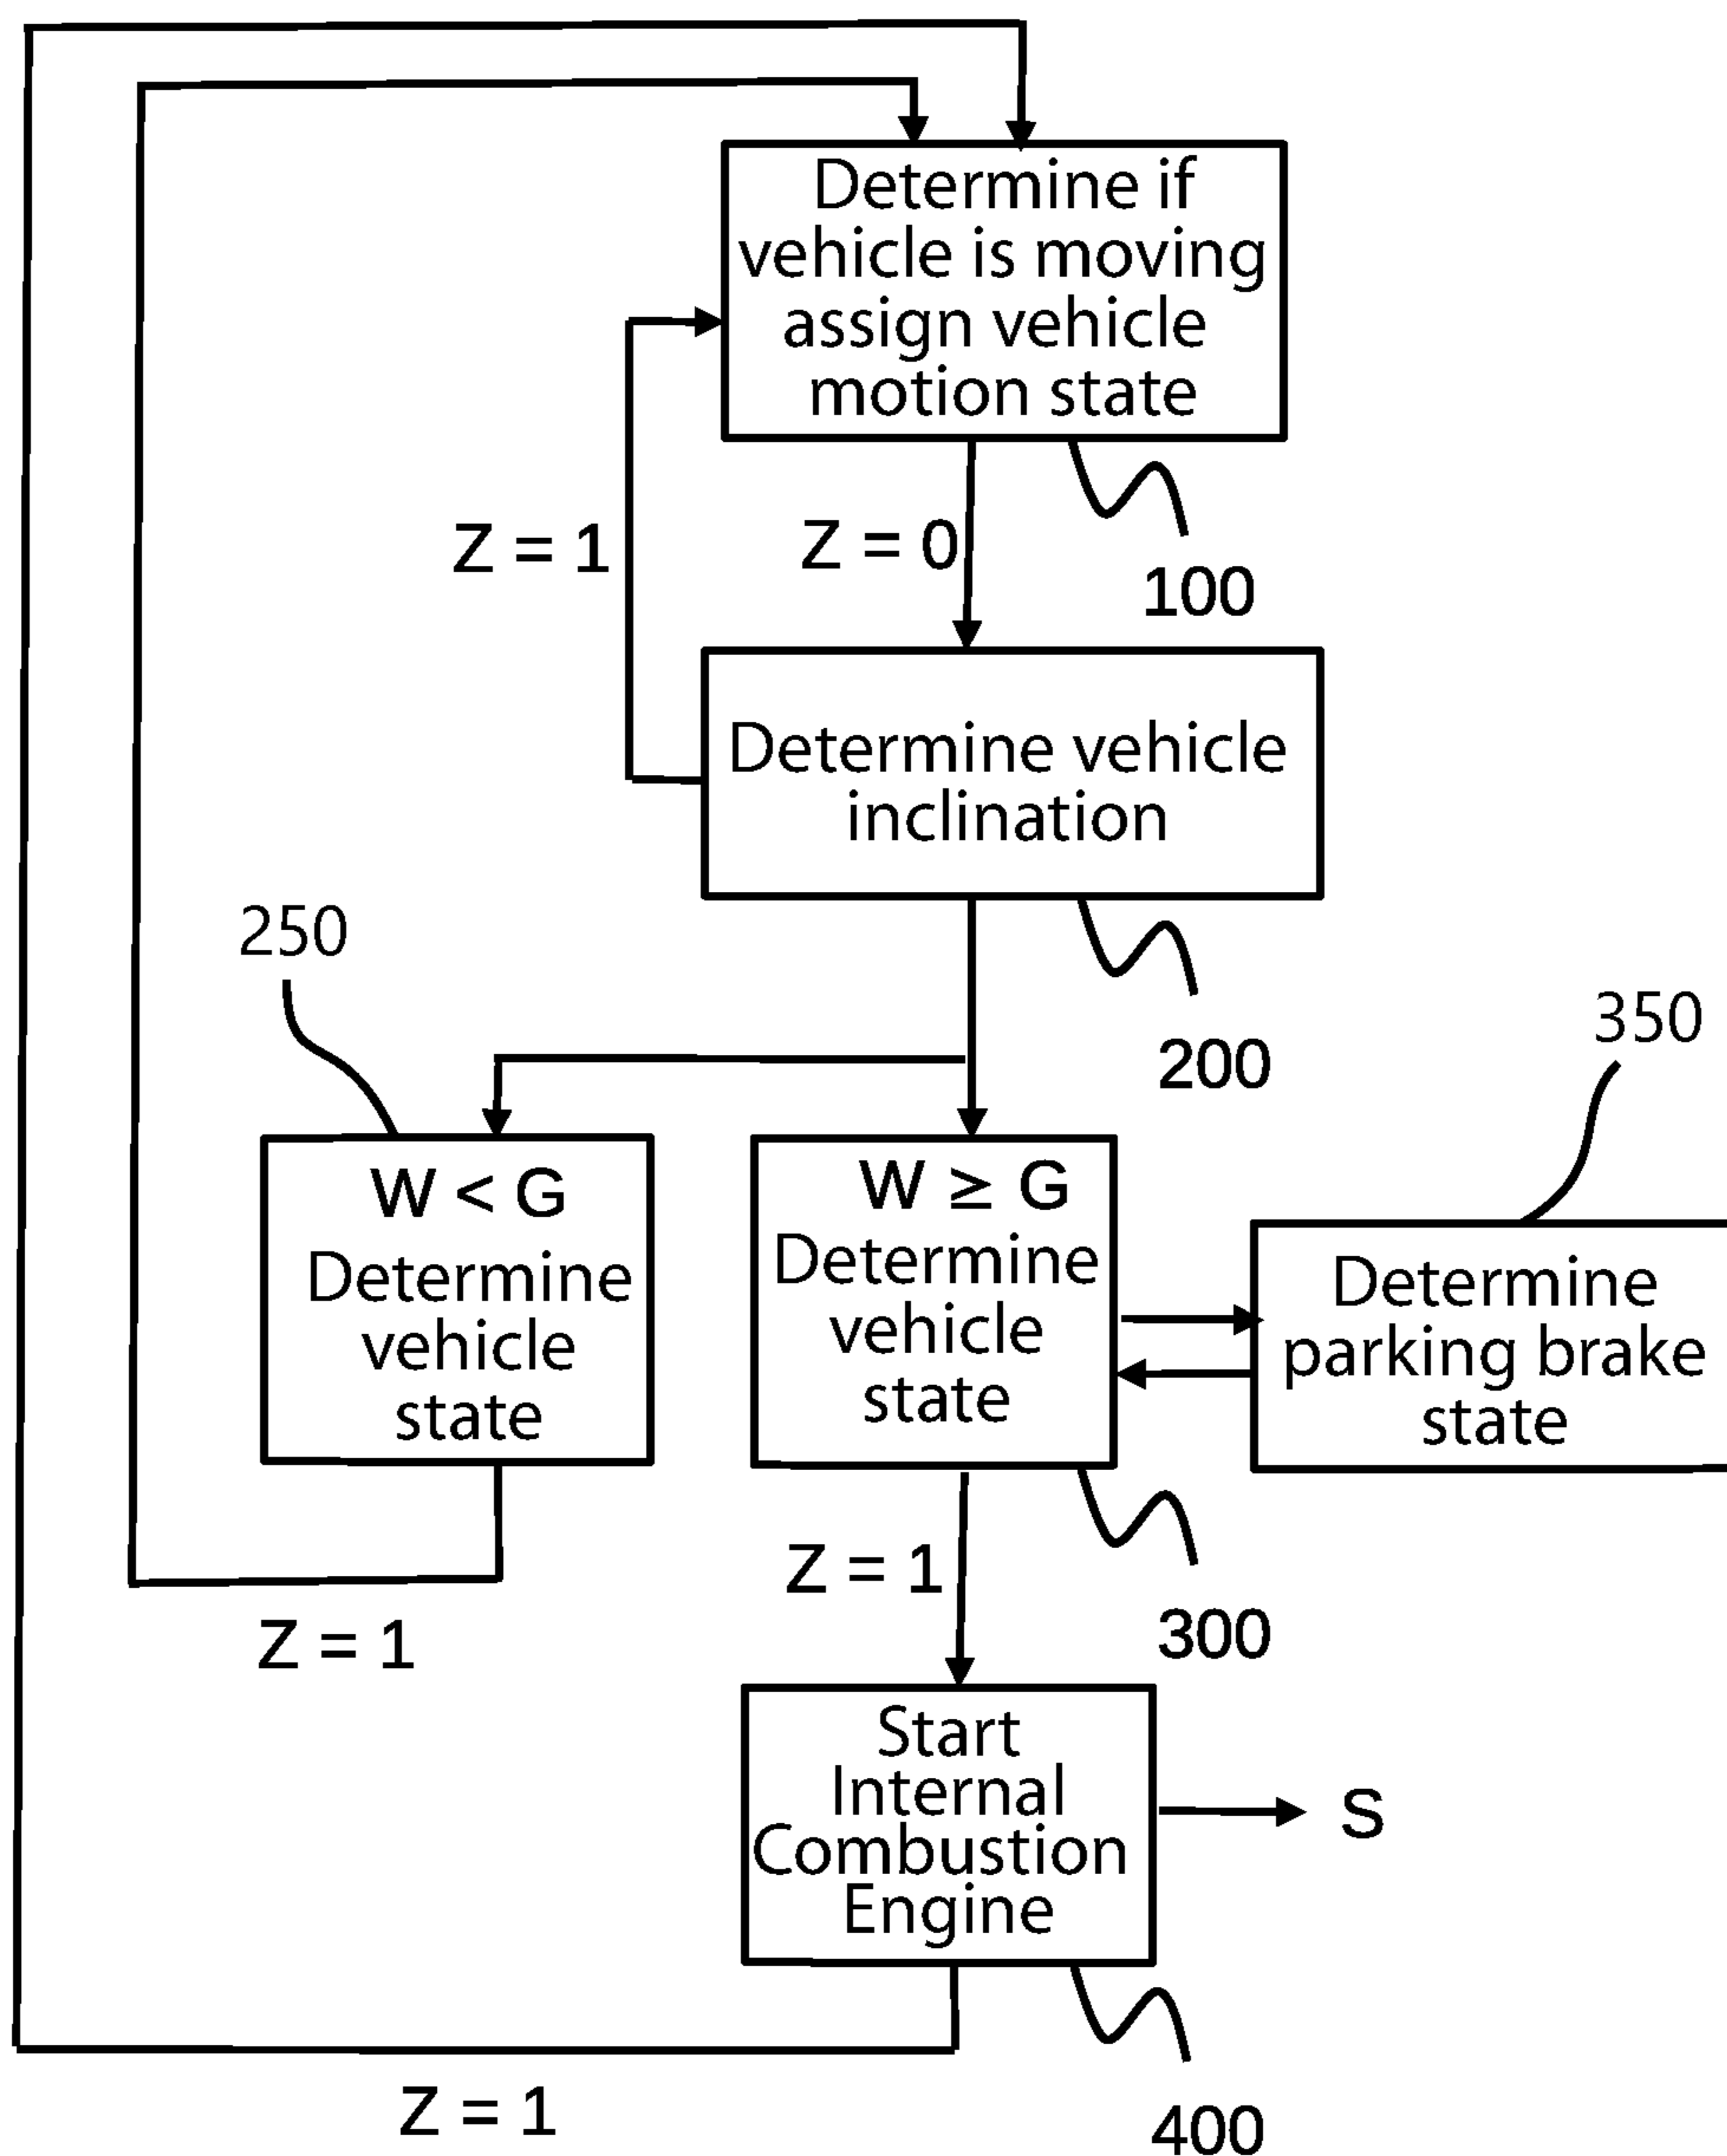 Determine if
vehicle is moving
assign vehicle
motion state
Z = 1
Z = 0
100
Determine vehicle
inclination
250
200
350
W < G
Determine
vehicle
state
W ≥ G
Determine
vehicle
state
Determine
parking brake
state
Z = 1
Z = 1
300
Start
Internal
Combustion
Engine
S
Z = 1
400